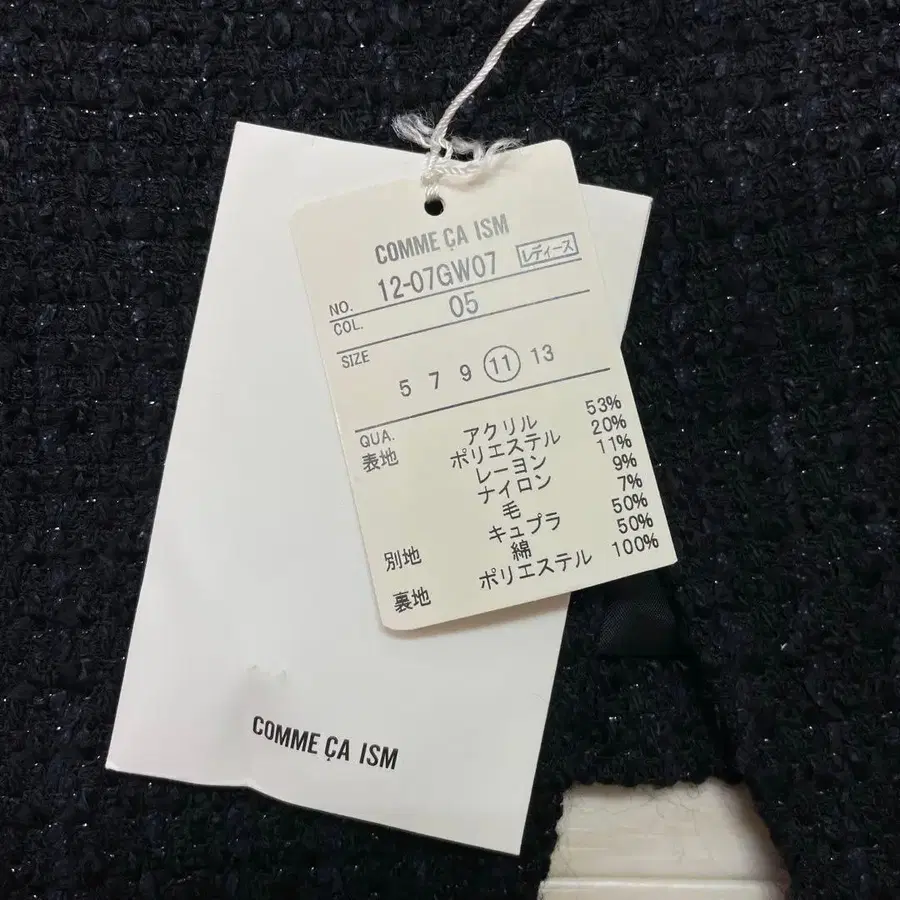 COMME ÇA ISM
NO. 12-07GW07 レディース
COL. 05
SIZE
5 7 9 11 13
QUA.
表地 アクリル 53%
ポリエステル 20%
レーヨン 11%
ナイロン 9%
毛 7%
別地 キュプラ 50%
綿 50%
裏地 ポリエステル 100%
COMME ÇA ISM